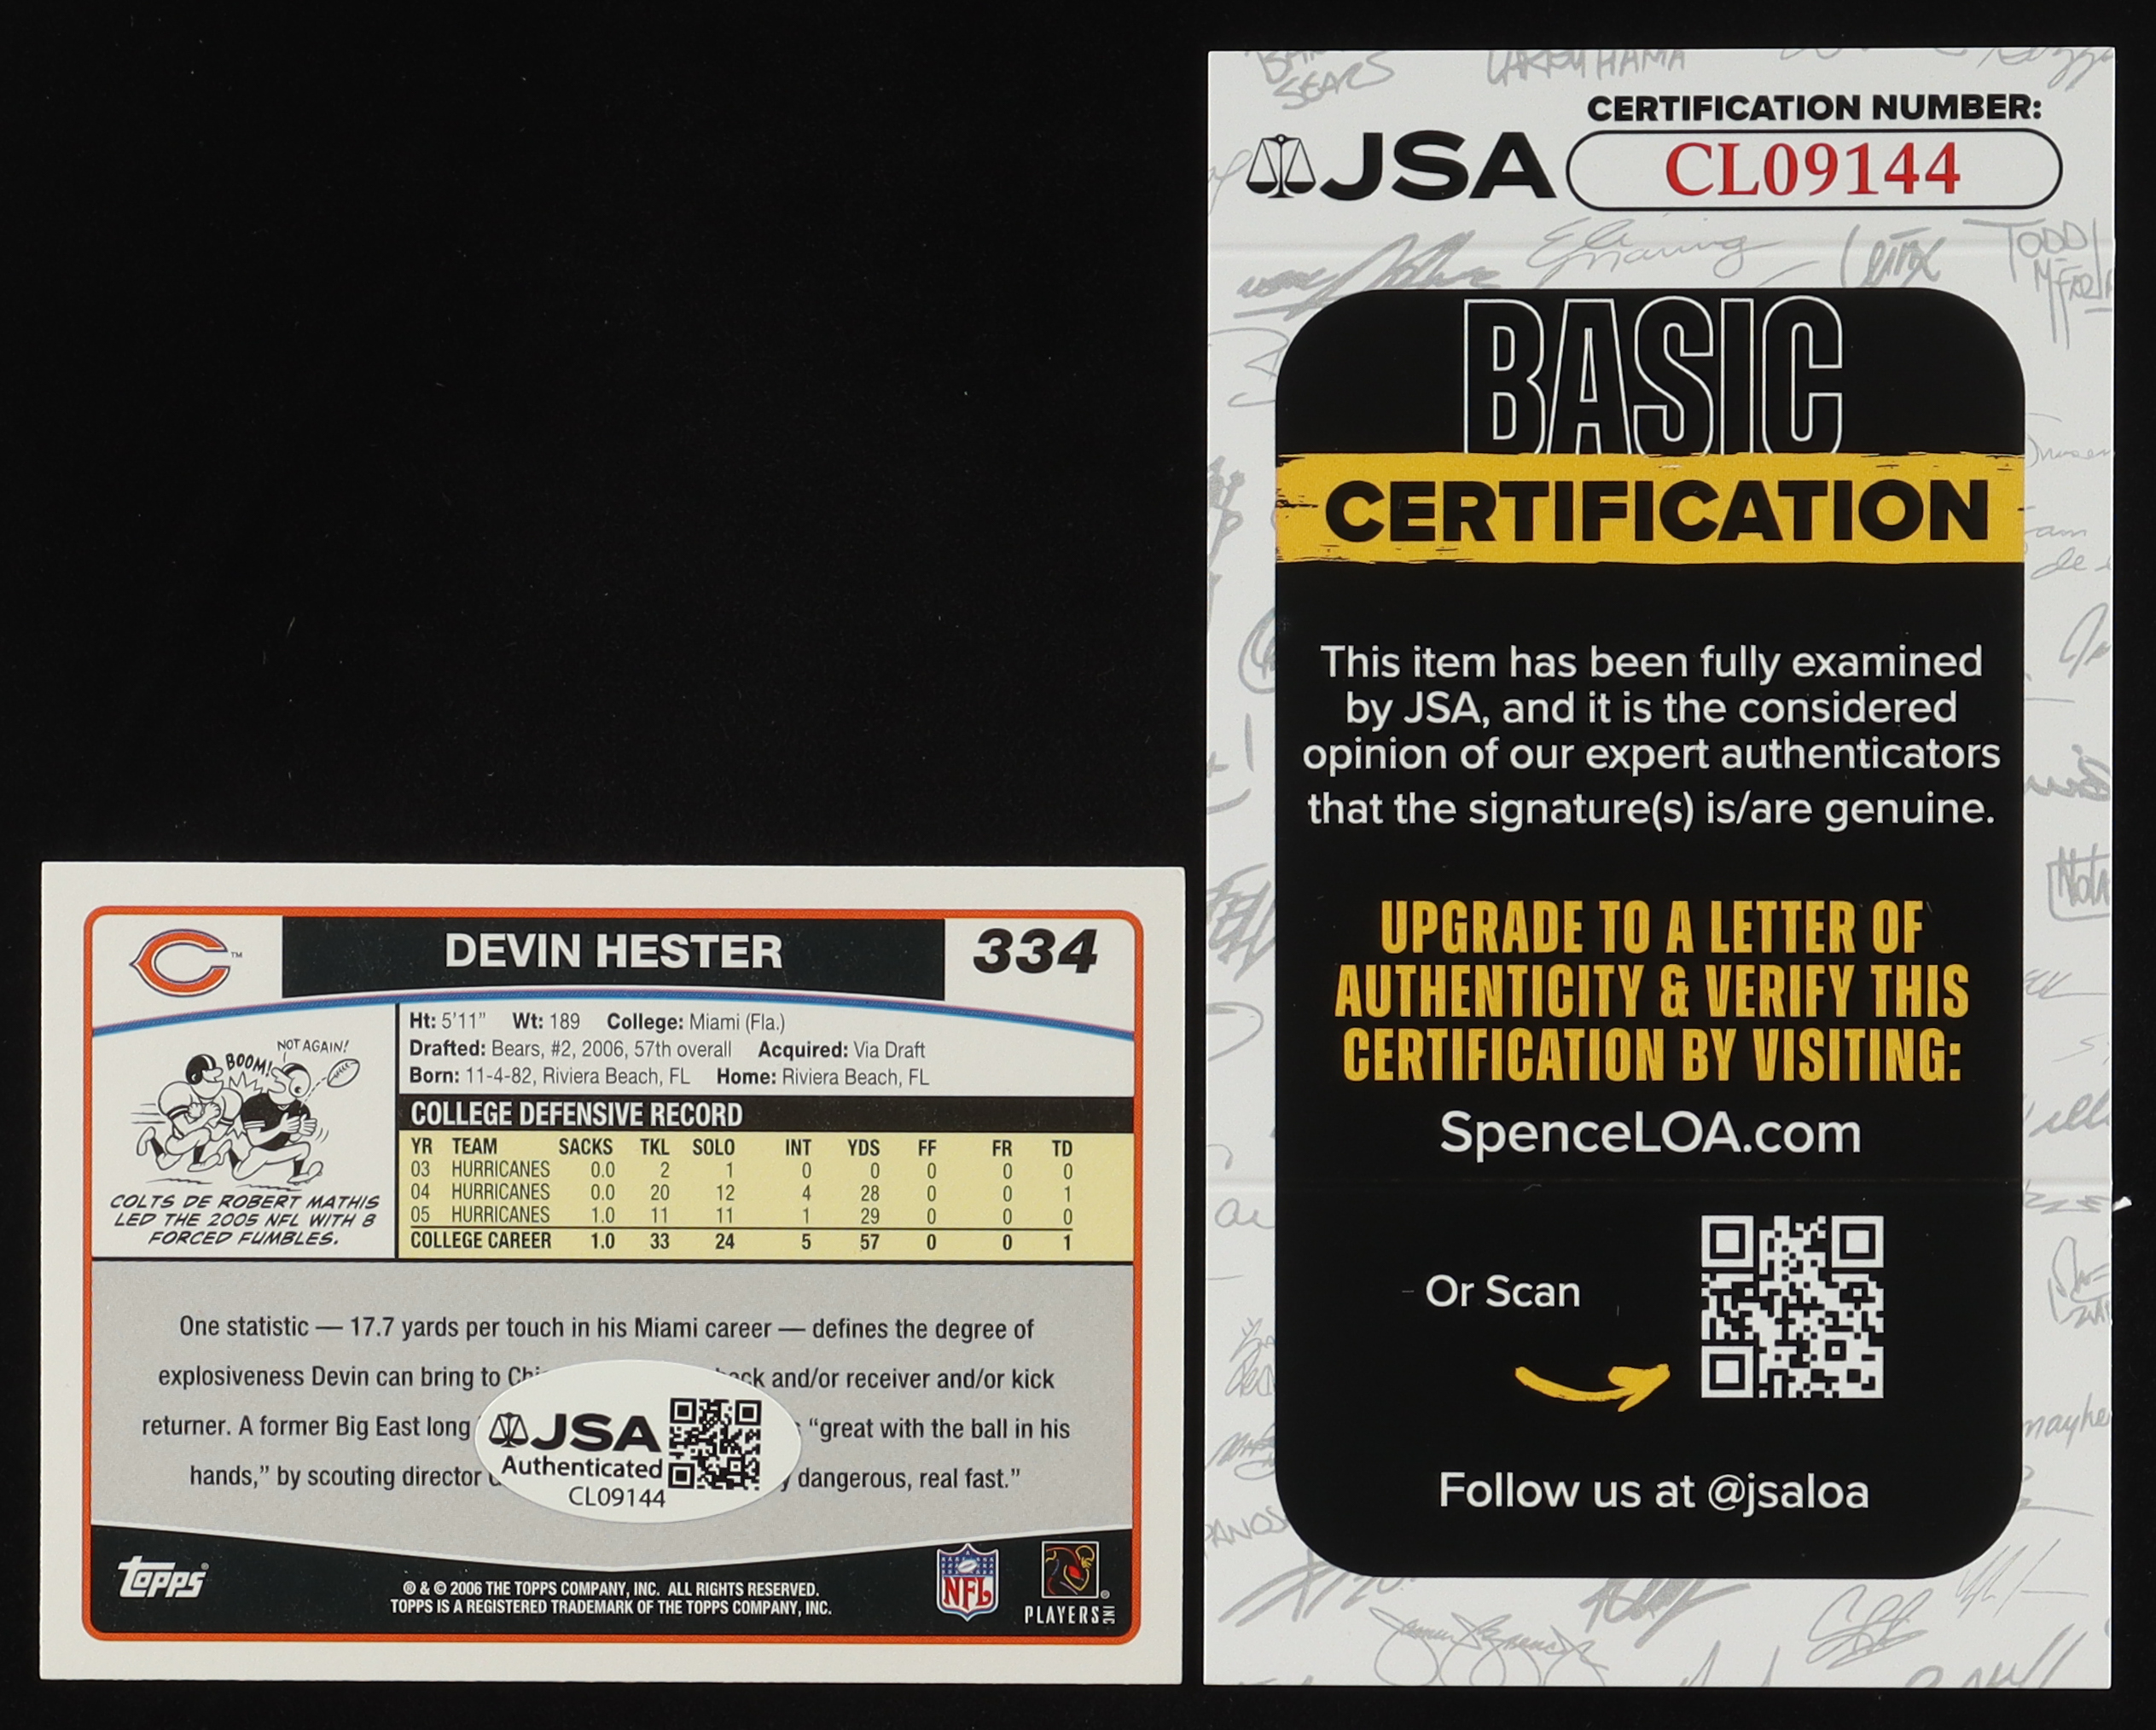 DEVIN HESTER
334
NOT AGAIN!
BOOM!
COLTS DE ROBERT MATHIS
LED THE 2005 NFL WITH 8
FORCED FUMBLES.
Ht: 5'11" Wt: 189 College: Miami (Fla.)
Drafted: Bears, #2, 2006, 57th overall Acquired: Via Draft
Born: 11-4-82, Riviera Beach, FL Home: Riviera Beach, FL
COLLEGE DEFENSIVE RECORD
YR TEAM SACKS TKL SOLO INT YDS FF FR TD
03 HURRICANES 0.0 2 1 0 0 0 0 0
04 HURRICANES 0.0 20 12 4 28 0 0 1
05 HURRICANES 1.0 11 11 1 29 0 0 0
COLLEGE CAREER 1.0 33 24 5 57 0 0 1
One statistic — 17.7 yards per touch in his Miami career — defines the degree of
explosiveness Devin can bring to and/or receiver and/or kick
returner. A former Big East long "great with the ball in his
hands," by scouting director dangerous, real fast."
JSA
Authenticated
CL09144
topps
® & © 2006 THE TOPPS COMPANY, INC. ALL RIGHTS RESERVED.
TOPPS IS A REGISTERED TRADEMARK OF THE TOPPS COMPANY, INC.
NFL
PLAYERS INC
CERTIFICATION NUMBER:
JSA CL09144
BASIC
CERTIFICATION
This item has been fully examined
by JSA, and it is the considered
opinion of our expert authenticators
that the signature(s) is/are genuine.
UPGRADE TO A LETTER OF
AUTHENTICITY & VERIFY THIS
CERTIFICATION BY VISITING:
SpenceLOA.com
Or Scan
Follow us at @jsaloa